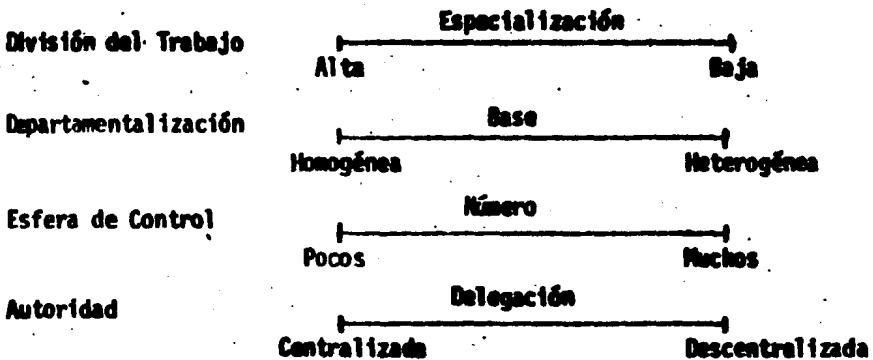 Especialización
División del Trabajo
Alta Baja
Base
Departamentalización
Homogénea Heterogénea
Número
Esfera de Control
Pocos Muchos
Delegación
Autoridad
Centralizada Descentralizada